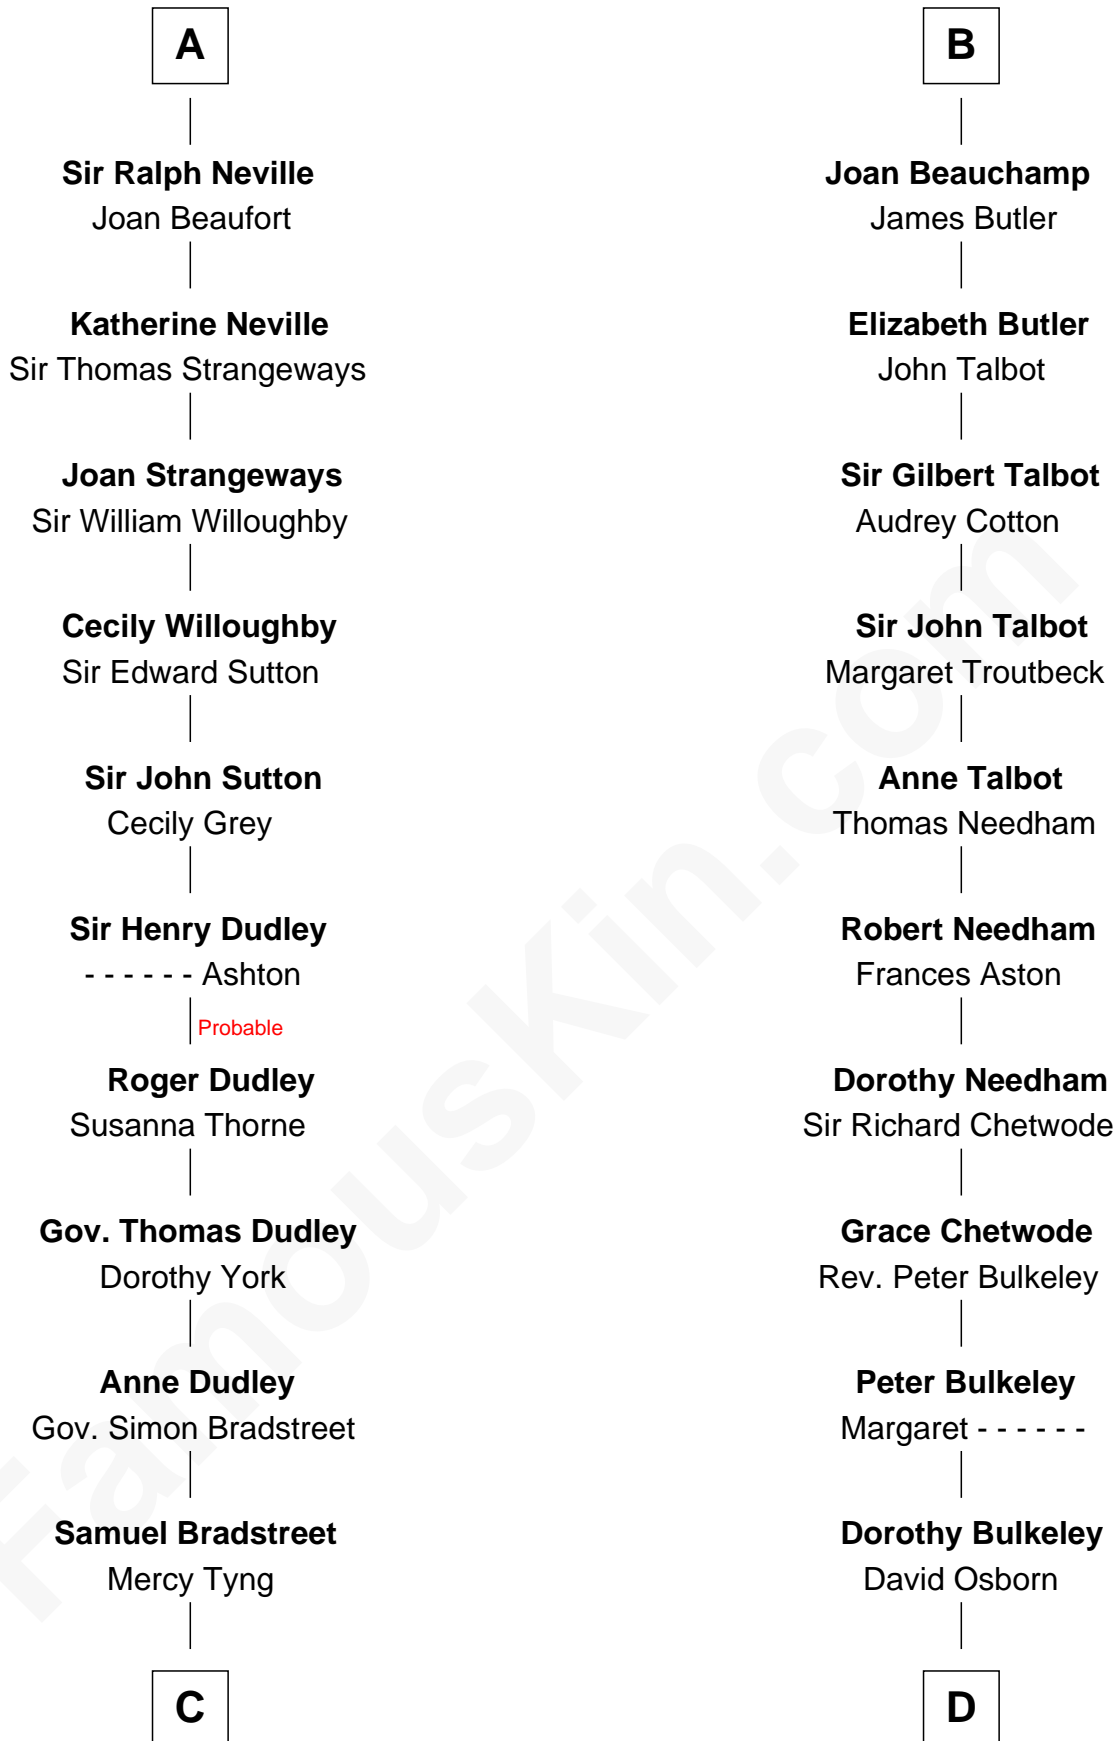 A
Sir Ralph Neville
Joan Beaufort
Katherine Neville
Sir Thomas Strangeways
Joan Strangeways
Sir William Willoughby
Cecily Willoughby
Sir Edward Sutton
Sir John Sutton
Cecily Grey
Sir Henry Dudley
- - - - - - Ashton
Probable
Roger Dudley
Susanna Thorne
Gov. Thomas Dudley
Dorothy York
Anne Dudley
Gov. Simon Bradstreet
Samuel Bradstreet
Mercy Tyng
C
B
Joan Beauchamp
James Butler
Elizabeth Butler
John Talbot
Sir Gilbert Talbot
Audrey Cotton
Sir John Talbot
Margaret Troutbeck
Anne Talbot
Thomas Needham
Robert Needham
Frances Aston
Dorothy Needham
Sir Richard Chetwode
Grace Chetwode
Rev. Peter Bulkeley
Peter Bulkeley
Margaret - - - - - -
Dorothy Bulkeley
David Osborn
D
FamousKin.com